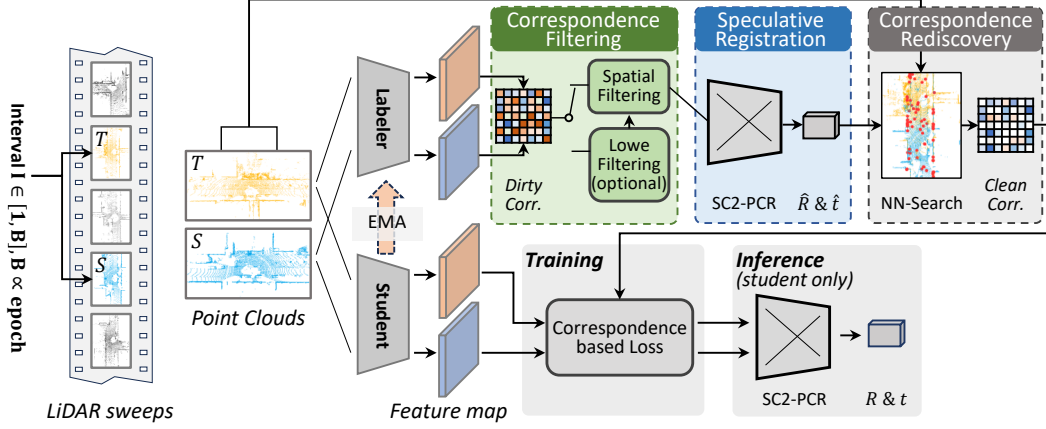 Interval I ∈ [1, B], B ∝ epoch
T
S
LiDAR sweeps
T
S
Point Clouds
Labeler
EMA
Student
Feature map
Correspondence
Filtering
Dirty
Corr.
Spatial
Filtering
Lowe
Filtering
(optional)
Speculative
Registration
SC2-PCR
R̂ & t̂
Correspondence
Rediscovery
NN-Search
Clean
Corr.
Training
Correspondence
based Loss
Inference
(student only)
SC2-PCR
R & t